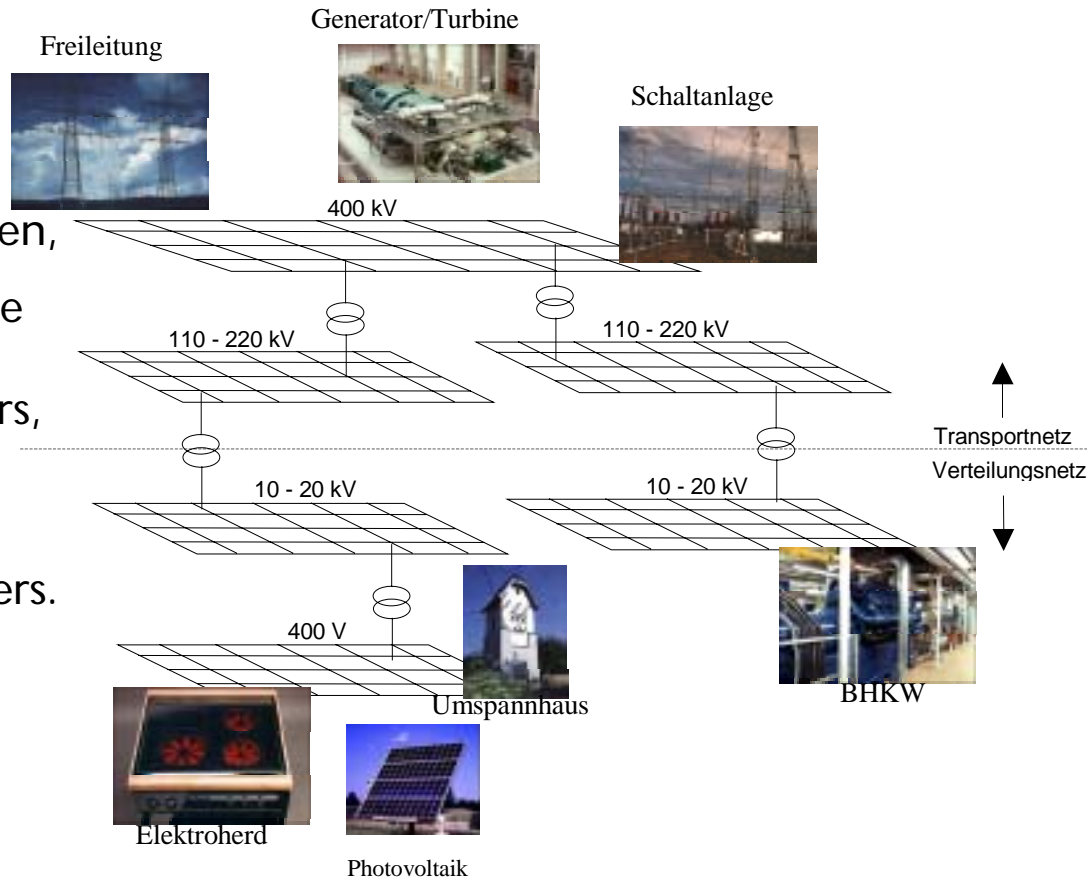 Generator/Turbine
Freileitung
Schaltanlage
400 kV
en,
e
110 - 220 kV
110 - 220 kV
rs,
Transportnetz
Verteilungsnetz
10 - 20 kV
10 - 20 kV
ers.
400 V
Umspannhaus
BHKW
Elektroherd
Photovoltaik